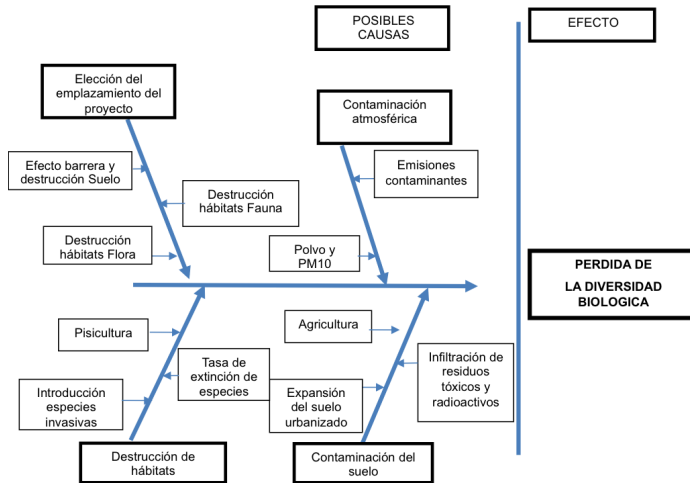 POSIBLES
CAUSAS
EFECTO
Elección del
emplazamiento del
proyecto
Contaminación
atmosférica
Efecto barrera y
destrucción Suelo
Emisiones
contaminantes
Destrucción
hábitats Fauna
Destrucción
hábitats Flora
Polvo y
PM10
PERDIDA DE
LA DIVERSIDAD
BIOLOGICA
Pisicultura
Agricultura
Tasa de
extinción de
especies
Infiltración de
residuos
tóxicos y
radioactivos
Introducción
especies
invasivas
Expansión
del suelo
urbanizado
Destrucción de
hábitats
Contaminación del
suelo